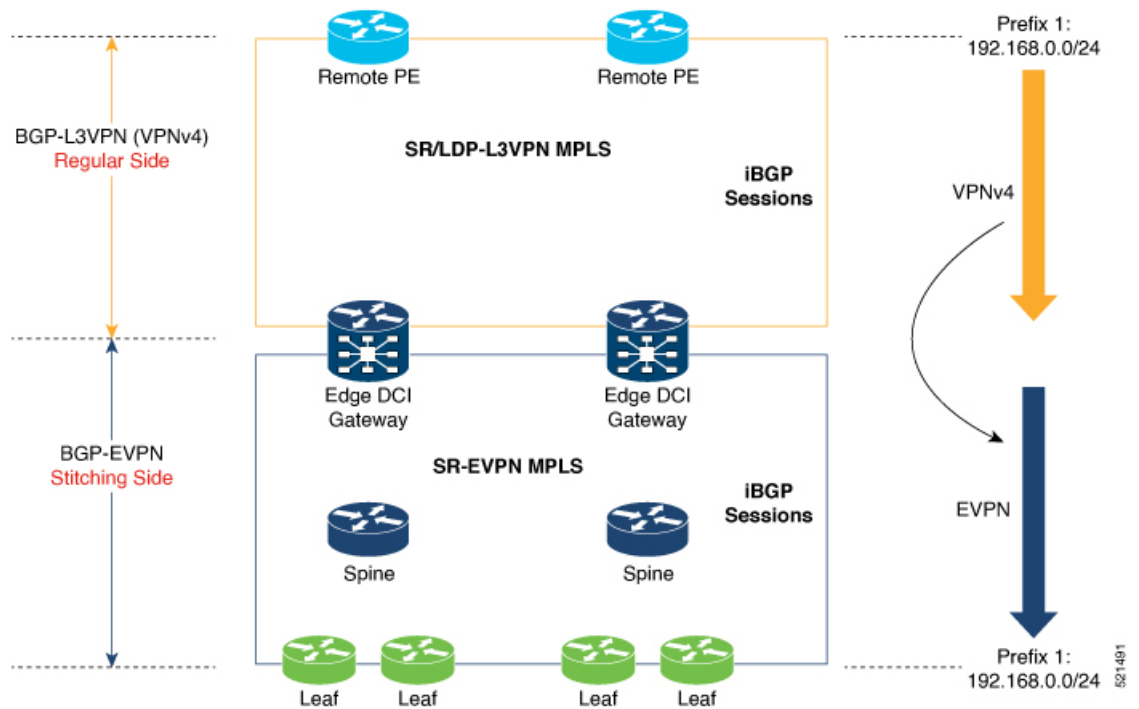 Prefix 1:
192.168.0.0/24
Remote PE
Remote PE
BGP-L3VPN (VPNv4)
Regular Side
SR/LDP-L3VPN MPLS
iBGP
Sessions
VPNv4
Edge DCI
Gateway
Edge DCI
Gateway
BGP-EVPN
Stitching Side
SR-EVPN MPLS
iBGP
Sessions
EVPN
Spine
Spine
Leaf
Leaf
Leaf
Leaf
Prefix 1:
192.168.0.0/24
521491